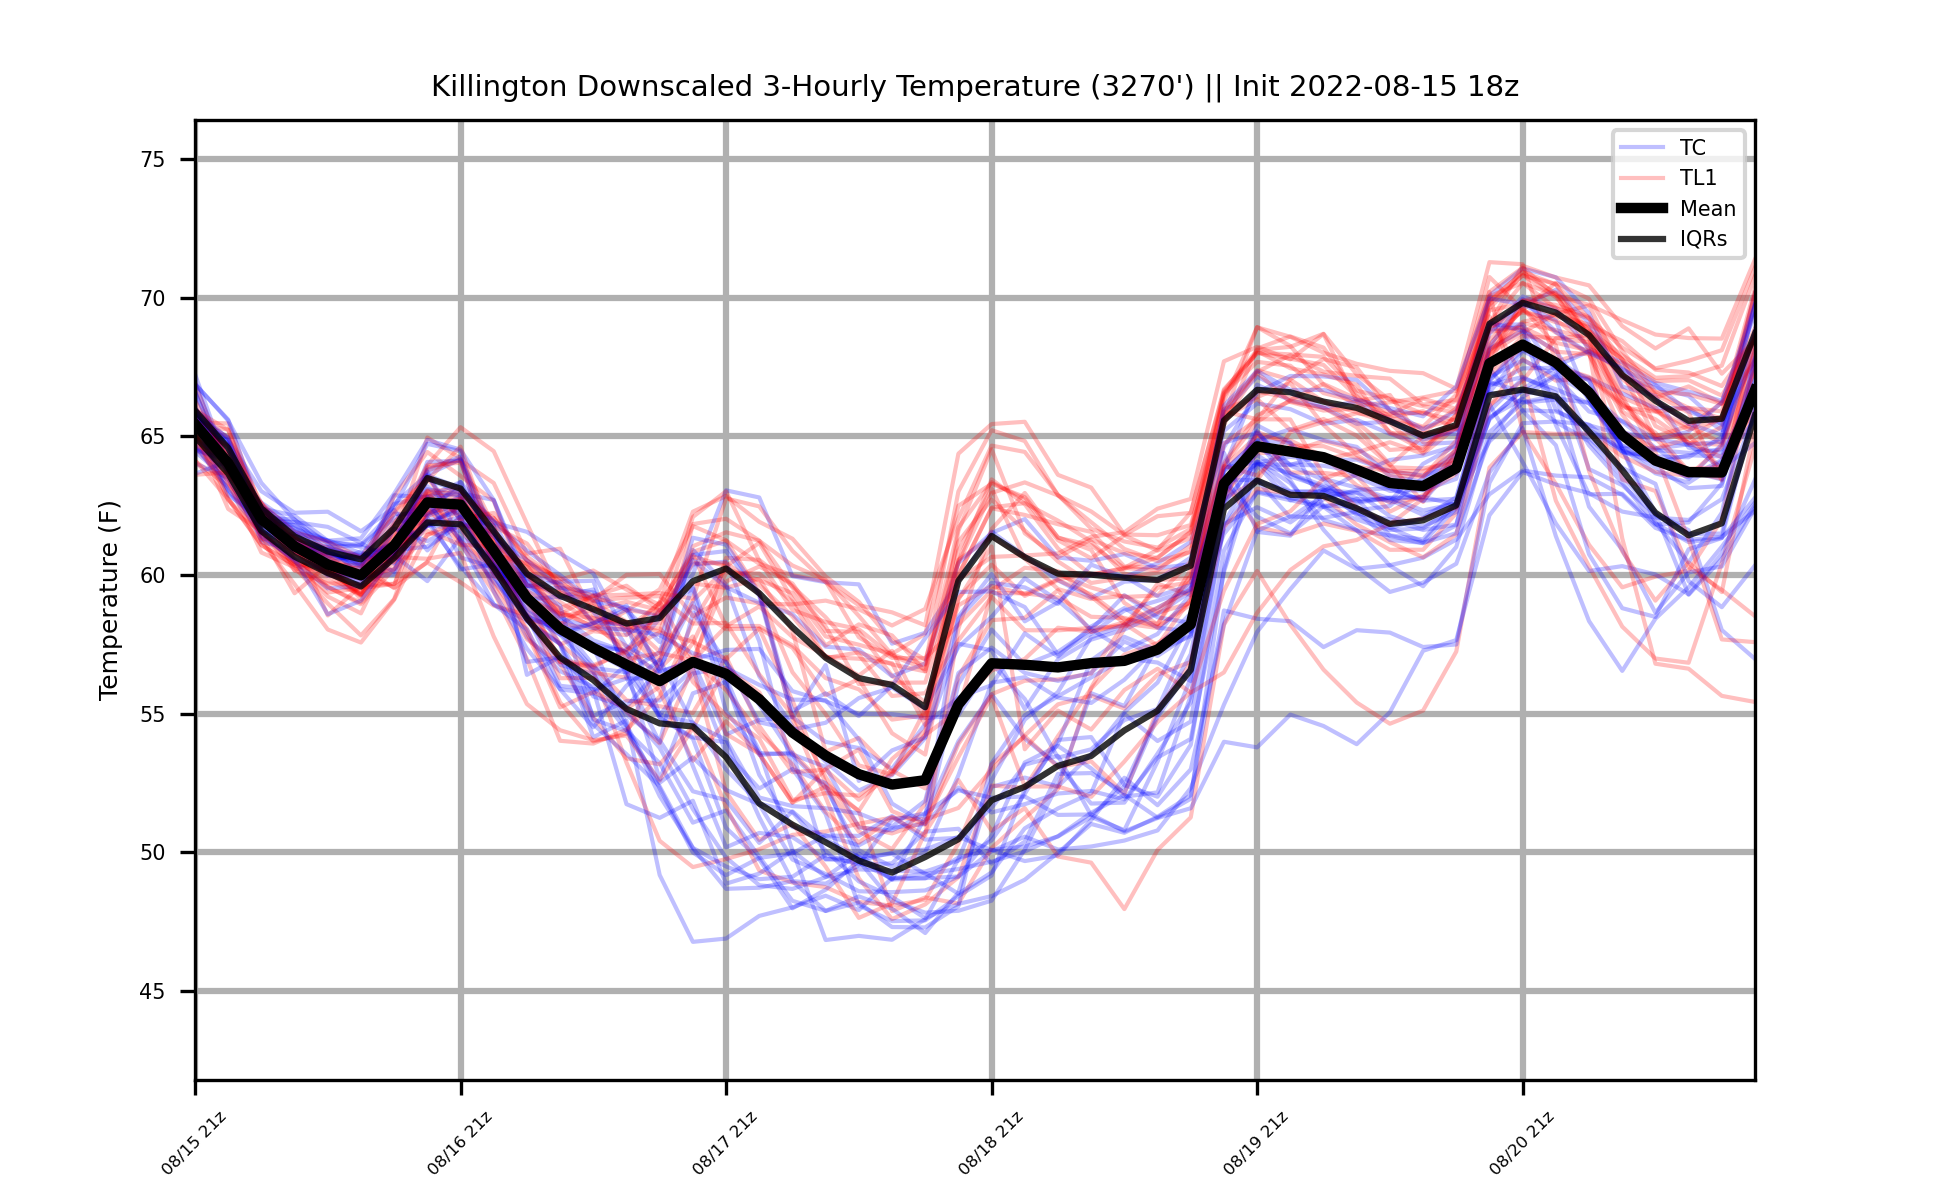 Killington Downscaled 3-Hourly Temperature (3270') || Init 2022-08-15 18z
TC
TL1
Mean
IQRs
Temperature (F)
75
70
65
60
55
50
45
08/15 21z
08/16 21z
08/17 21z
08/18 21z
08/19 21z
08/20 21z